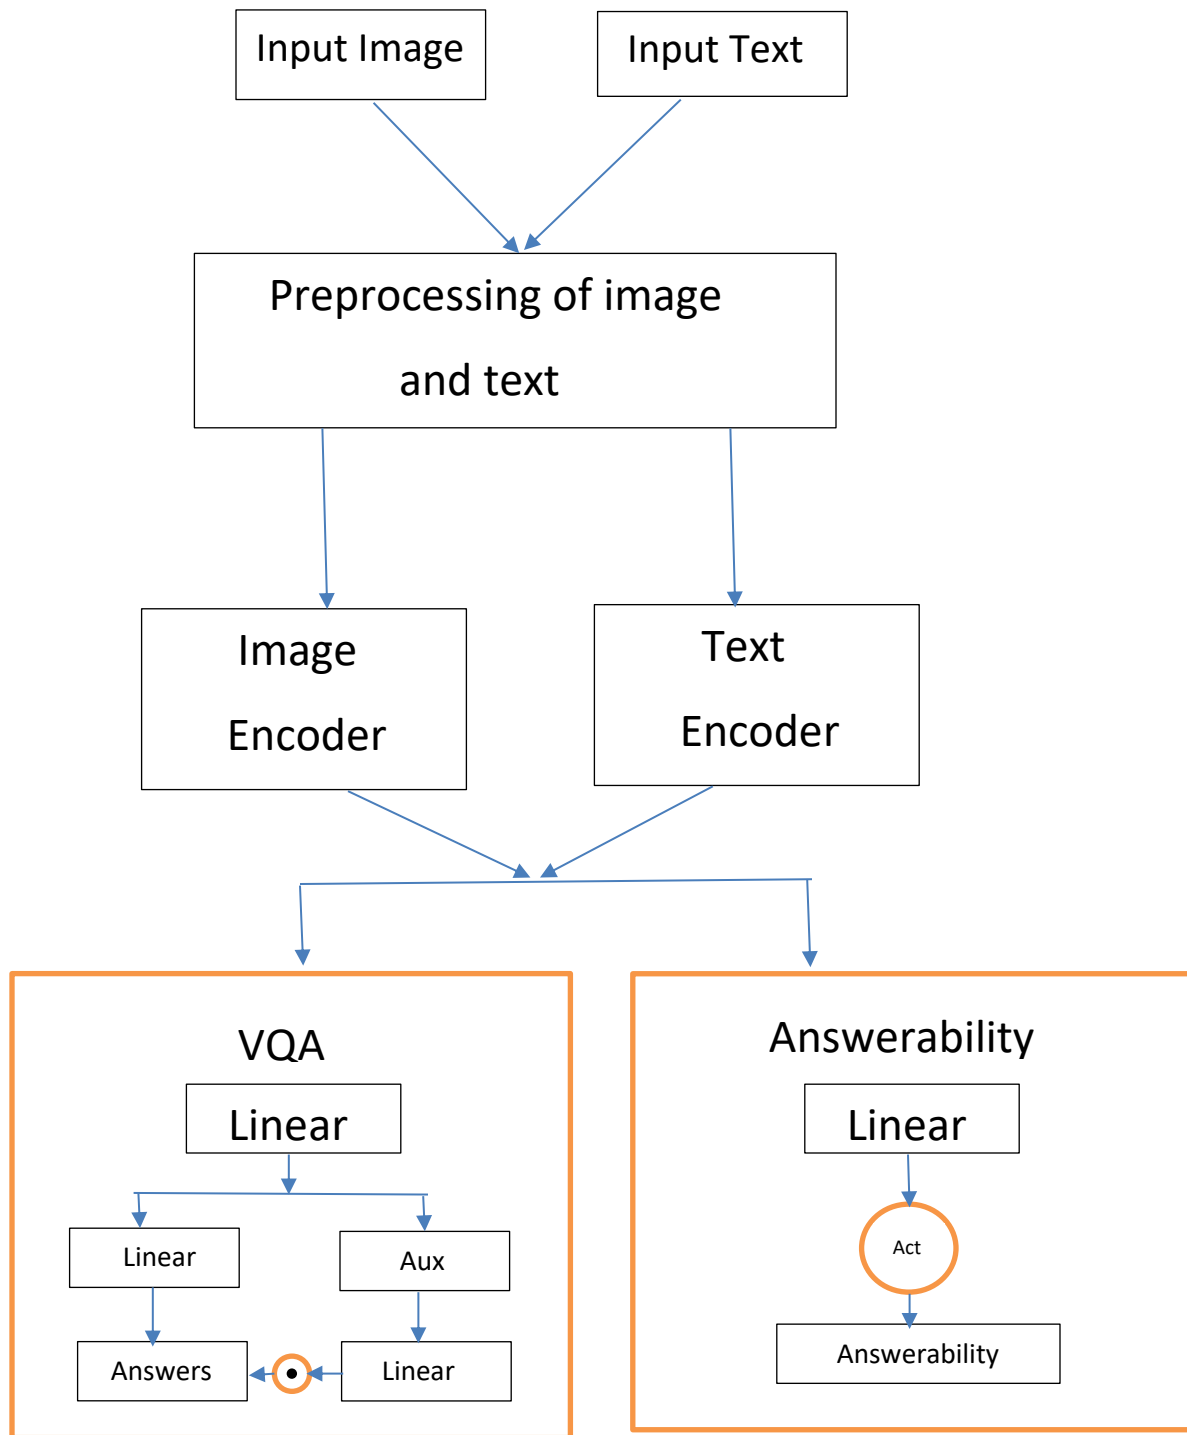 Input Image
Input Text
Preprocessing of image
and text
Image
Encoder
Text
Encoder
VQA
Linear
Linear
Aux
Answers
Linear
Answerability
Linear
Act
Answerability